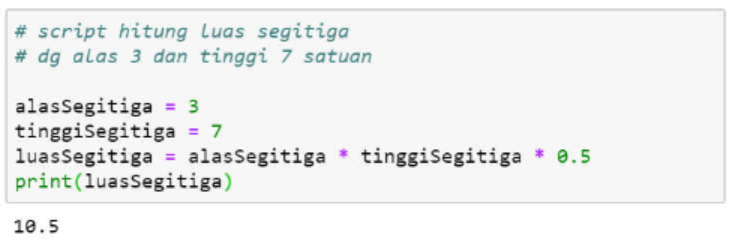 # script hitung luas segitiga
# dg alas 3 dan tinggi 7 satuan
alasSegitiga = 3
tinggiSegitiga = 7
luasSegitiga = alasSegitiga * tinggiSegitiga * 0.5
print(luasSegitiga)
10.5